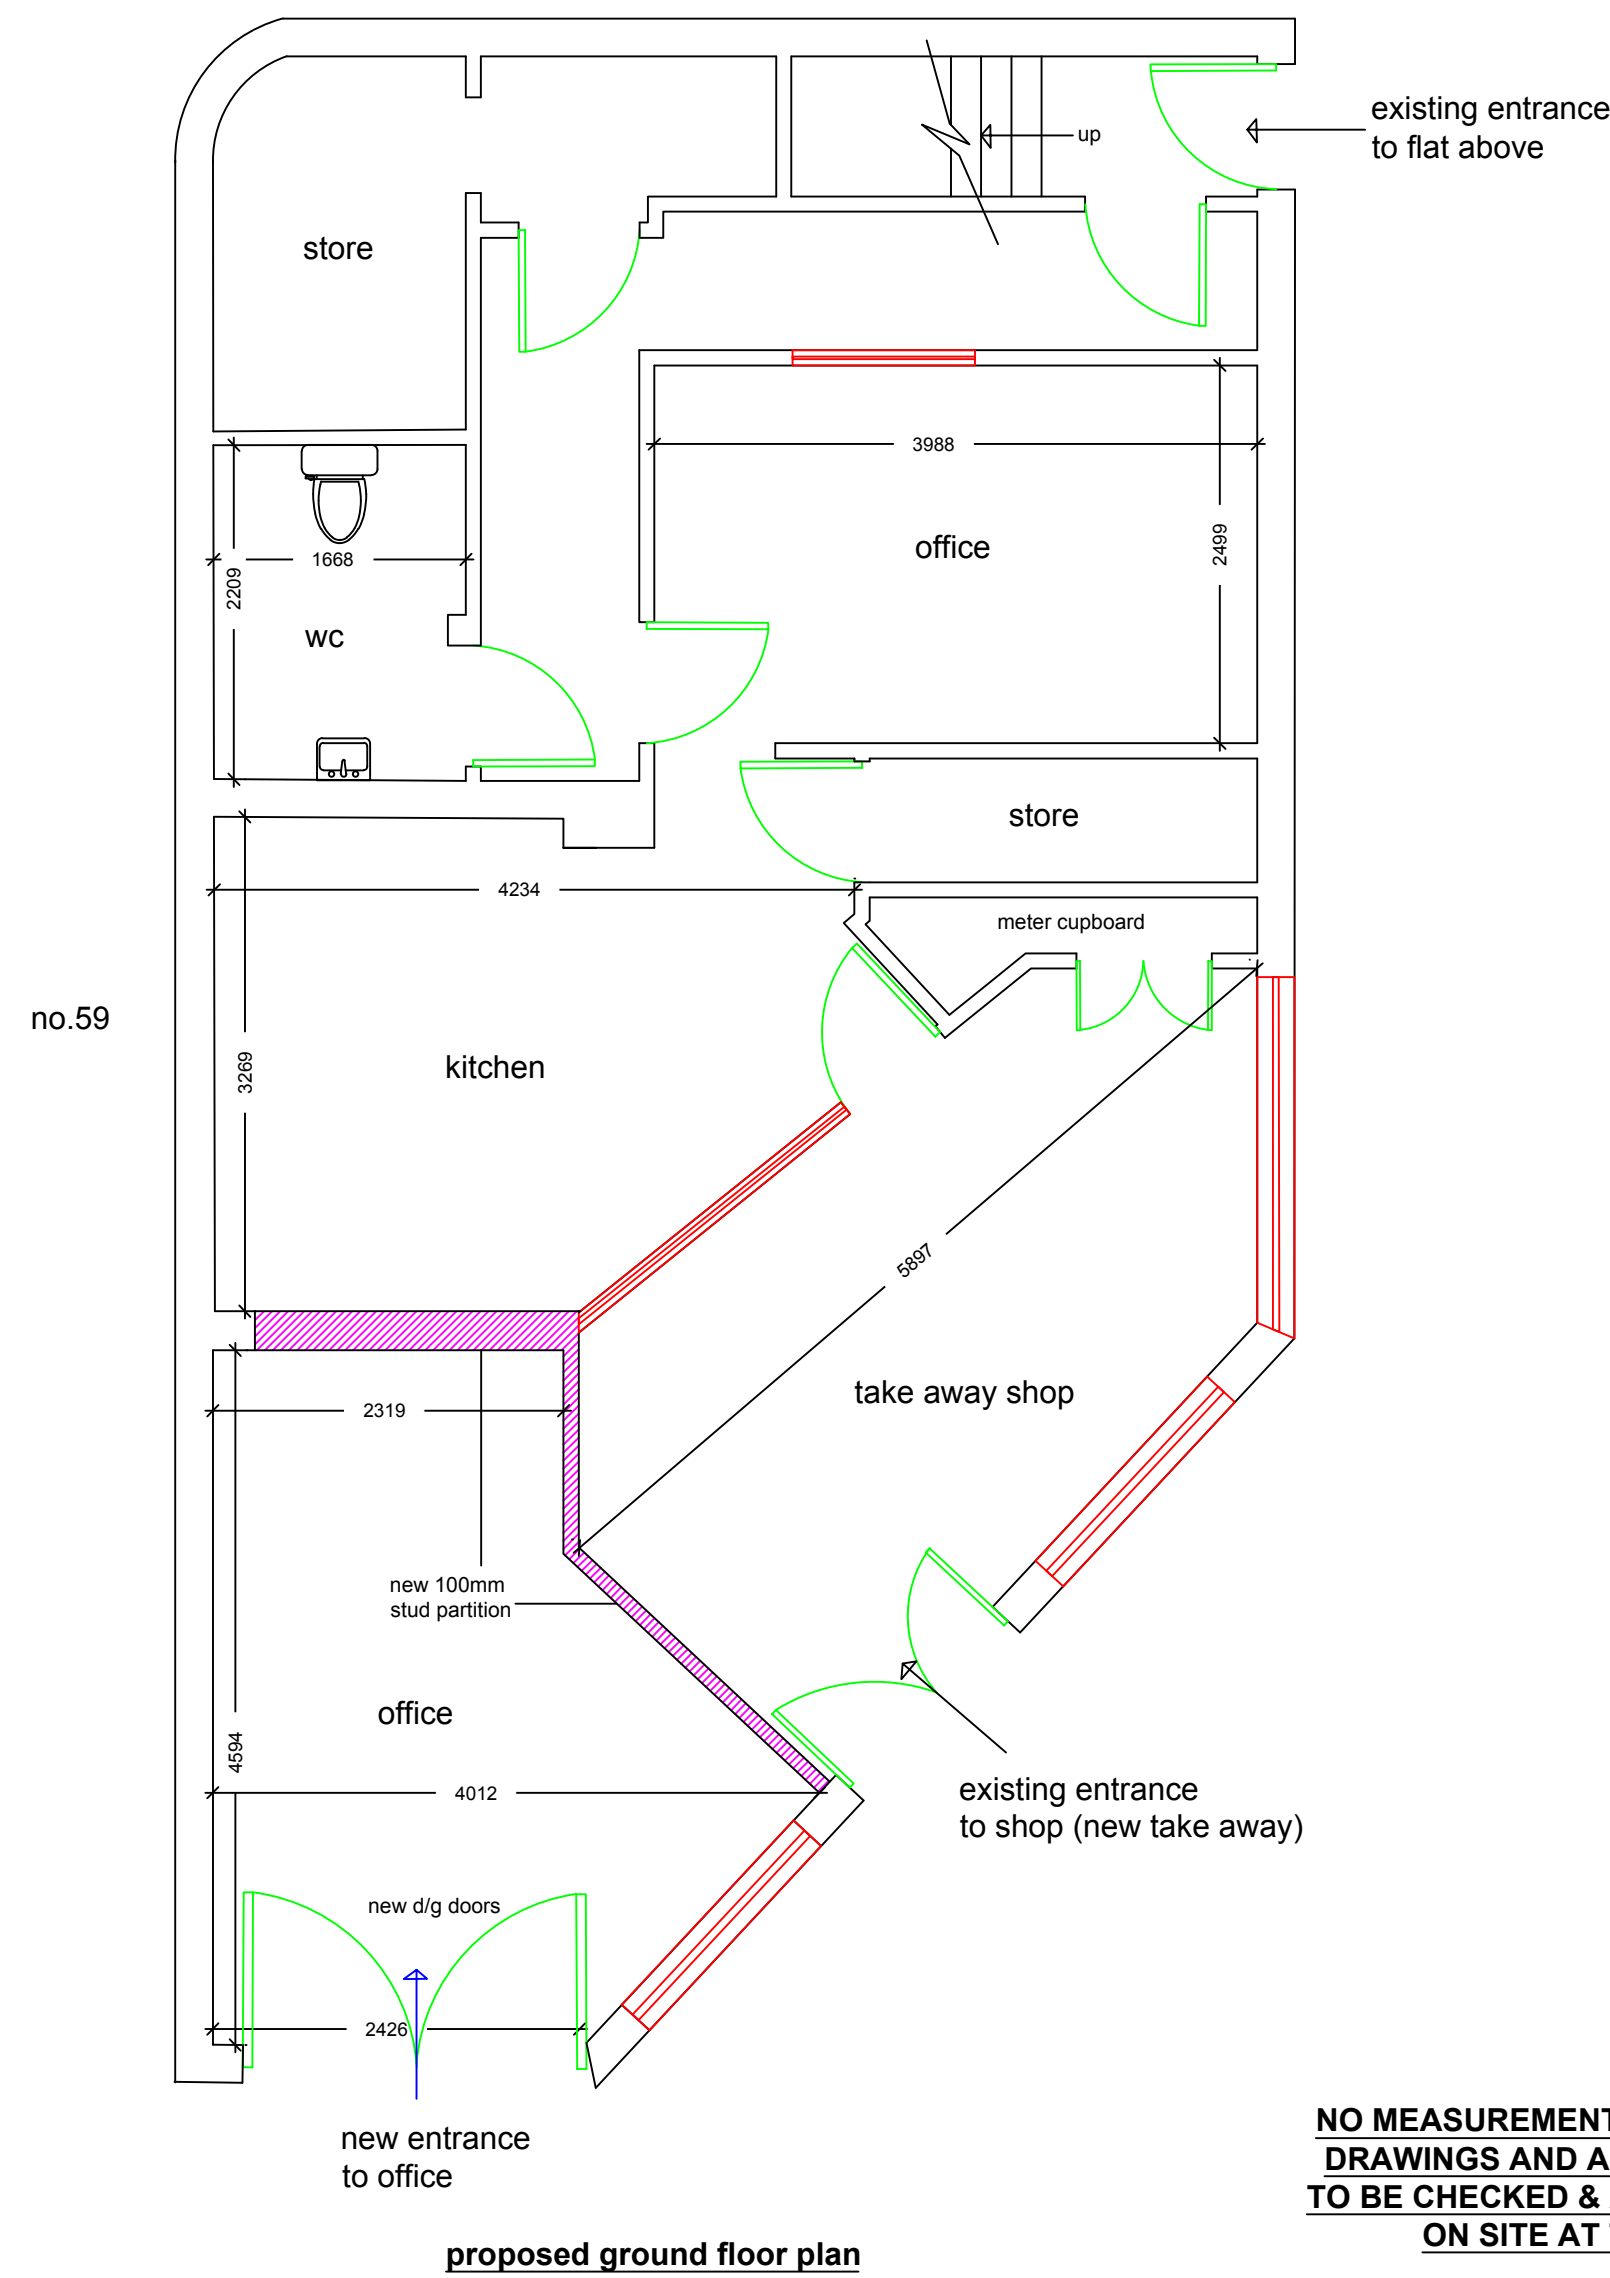 existing entrance
to flat above
up
store
3988
2499
office
1668
2209
wc
store
4234
meter cupboard
no.59
3269
kitchen
5897
take away shop
2319
new 100mm
stud partition
office
4594
4012
existing entrance
to shop (new take away)
new d/g doors
2426
new entrance
to office
NO MEASUREMENT
DRAWINGS AND A
TO BE CHECKED &
ON SITE AT
proposed ground floor plan